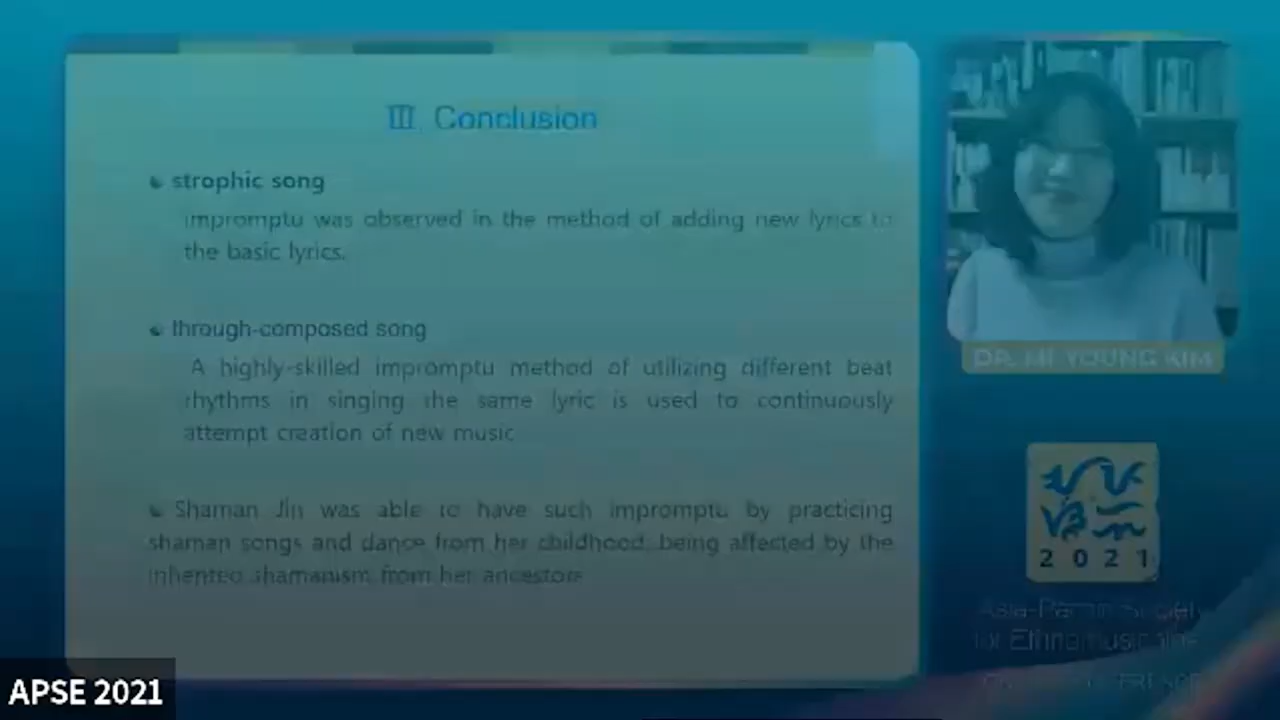 Ⅲ Conclusion
strophic song
impromptu was observed in the method of adding new lyrics to
the basic lyrics.
through-composed song
A highly-skilled impromptu method of utilizing different beat
rhythms in singing the same lyric is used to continuously
attempt creation of new music
Shaman Jin was able to have such impromptu by practicing
shaman songs and dance from her childhood, being affected by the
inherited shamanism from her ancestors
DR. MI YOUNG KIM
2021
Asia-Pacific Society
for Ethnomusicology
APSE 2021